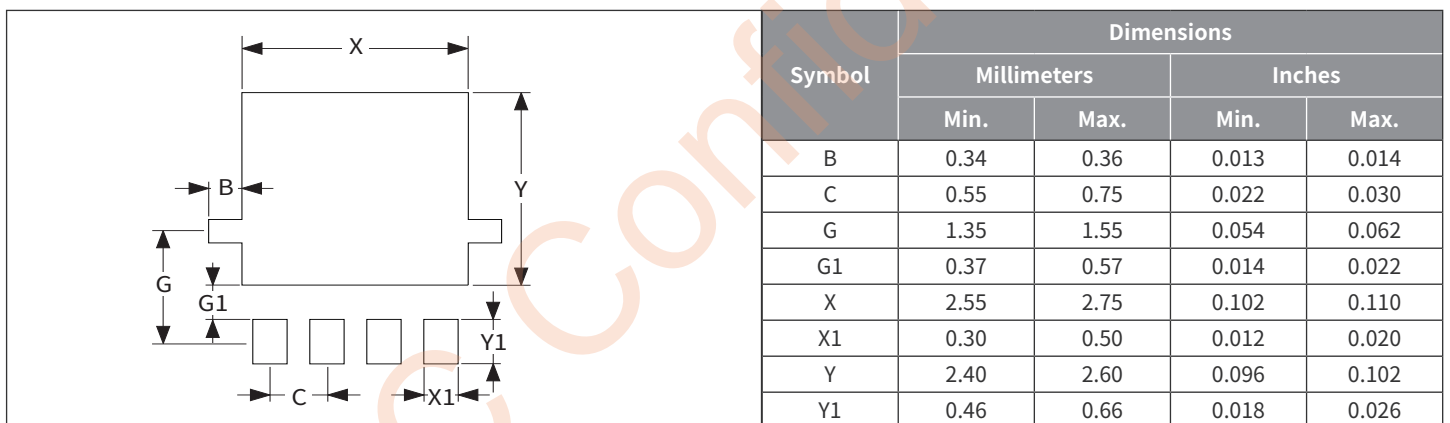 X
B
Y
G
G1
Y1
C
X1
Symbol Dimensions
Millimeters Inches
Min. Max. Min. Max.
B 0.34 0.36 0.013 0.014
C 0.55 0.75 0.022 0.030
G 1.35 1.55 0.054 0.062
G1 0.37 0.57 0.014 0.022
X 2.55 2.75 0.102 0.110
X1 0.30 0.50 0.012 0.020
Y 2.40 2.60 0.096 0.102
Y1 0.46 0.66 0.018 0.026
C Confid